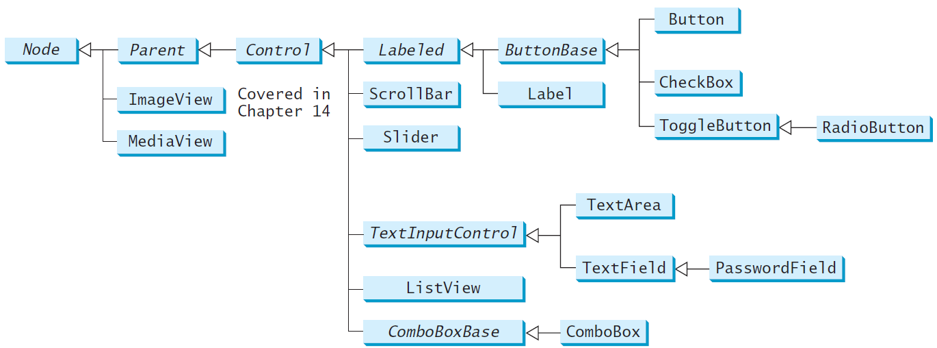 Node
Parent
Control
Labeled
ButtonBase
Button
ImageView
Covered in
Chapter 14
ScrollBar
Label
CheckBox
MediaView
Slider
ToggleButton
RadioButton
TextInputControl
TextArea
TextField
PasswordField
ListView
ComboBoxBase
ComboBox